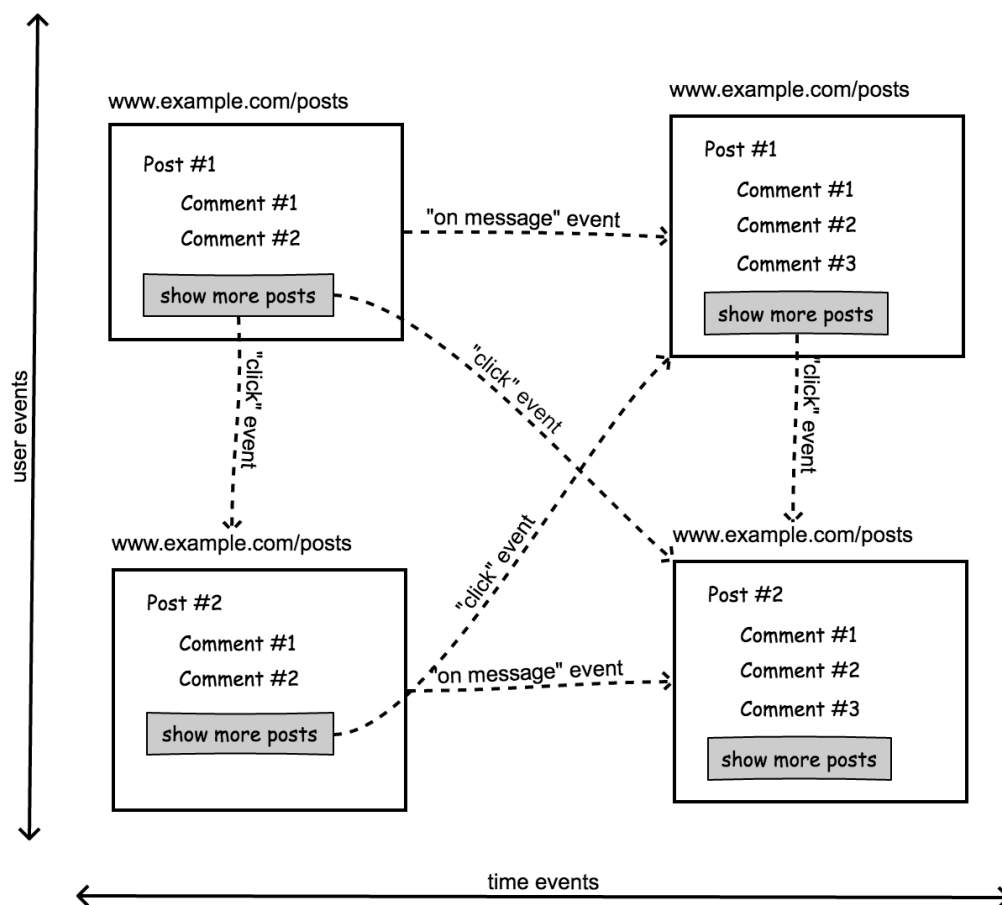 www.example.com/posts
Post #1
Comment #1
Comment #2
show more posts
"on message" event
www.example.com/posts
Post #1
Comment #1
Comment #2
Comment #3
show more posts
"click" event
"click" event
"click" event
"click" event
user events
www.example.com/posts
Post #2
Comment #1
Comment #2
show more posts
"on message" event
www.example.com/posts
Post #2
Comment #1
Comment #2
Comment #3
show more posts
time events